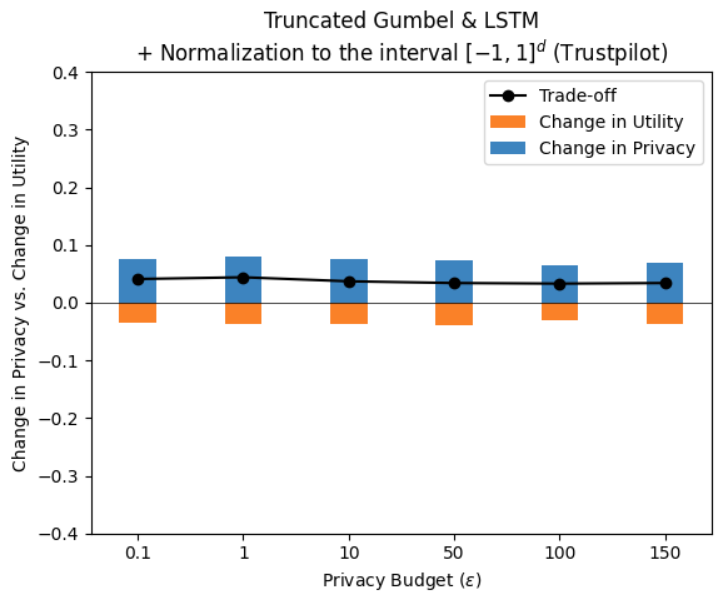 Truncated Gumbel & LSTM
+ Normalization to the interval $[-1, 1]^d$ (Trustpilot)
Trade-off
Change in Utility
Change in Privacy
Change in Privacy vs. Change in Utility
0.4
0.3
0.2
0.1
0.0
−0.1
−0.2
−0.3
−0.4
0.1 1 10 50 100 150
Privacy Budget (ε)